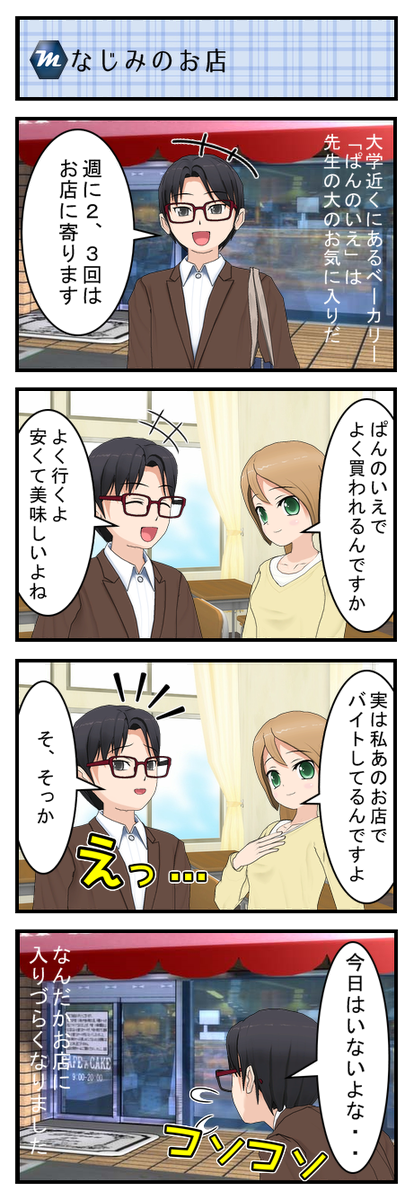 m なじみのお店
大学近くにあるベーカリー
「ぱんのいえ」は
先生の大のお気に入りだ
週に２、３回は
お店に寄ります
ぱんのいえで
よく買われるんですか
よく行くよ
安くて美味しいよね
実は私あのお店で
バイトしてるんですよ
えっ…
そ、そっか
今日はいないよな・・
コソコソ
CAFE & CAKE
9:00-20:00
なんだかお店に
入りづらくなりました